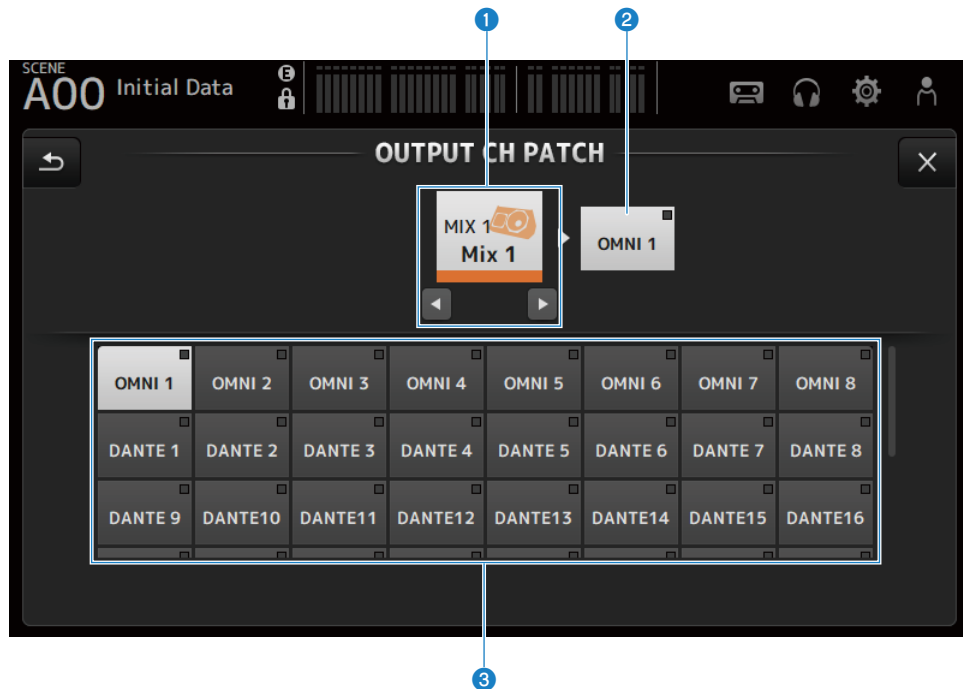 1 2
SCENE
A00 Initial Data E
OUTPUT CH PATCH
MIX 1
Mix 1
OMNI 1
OMNI 1 OMNI 2 OMNI 3 OMNI 4 OMNI 5 OMNI 6 OMNI 7 OMNI 8
DANTE 1 DANTE 2 DANTE 3 DANTE 4 DANTE 5 DANTE 6 DANTE 7 DANTE 8
DANTE 9 DANTE10 DANTE11 DANTE12 DANTE13 DANTE14 DANTE15 DANTE16
3